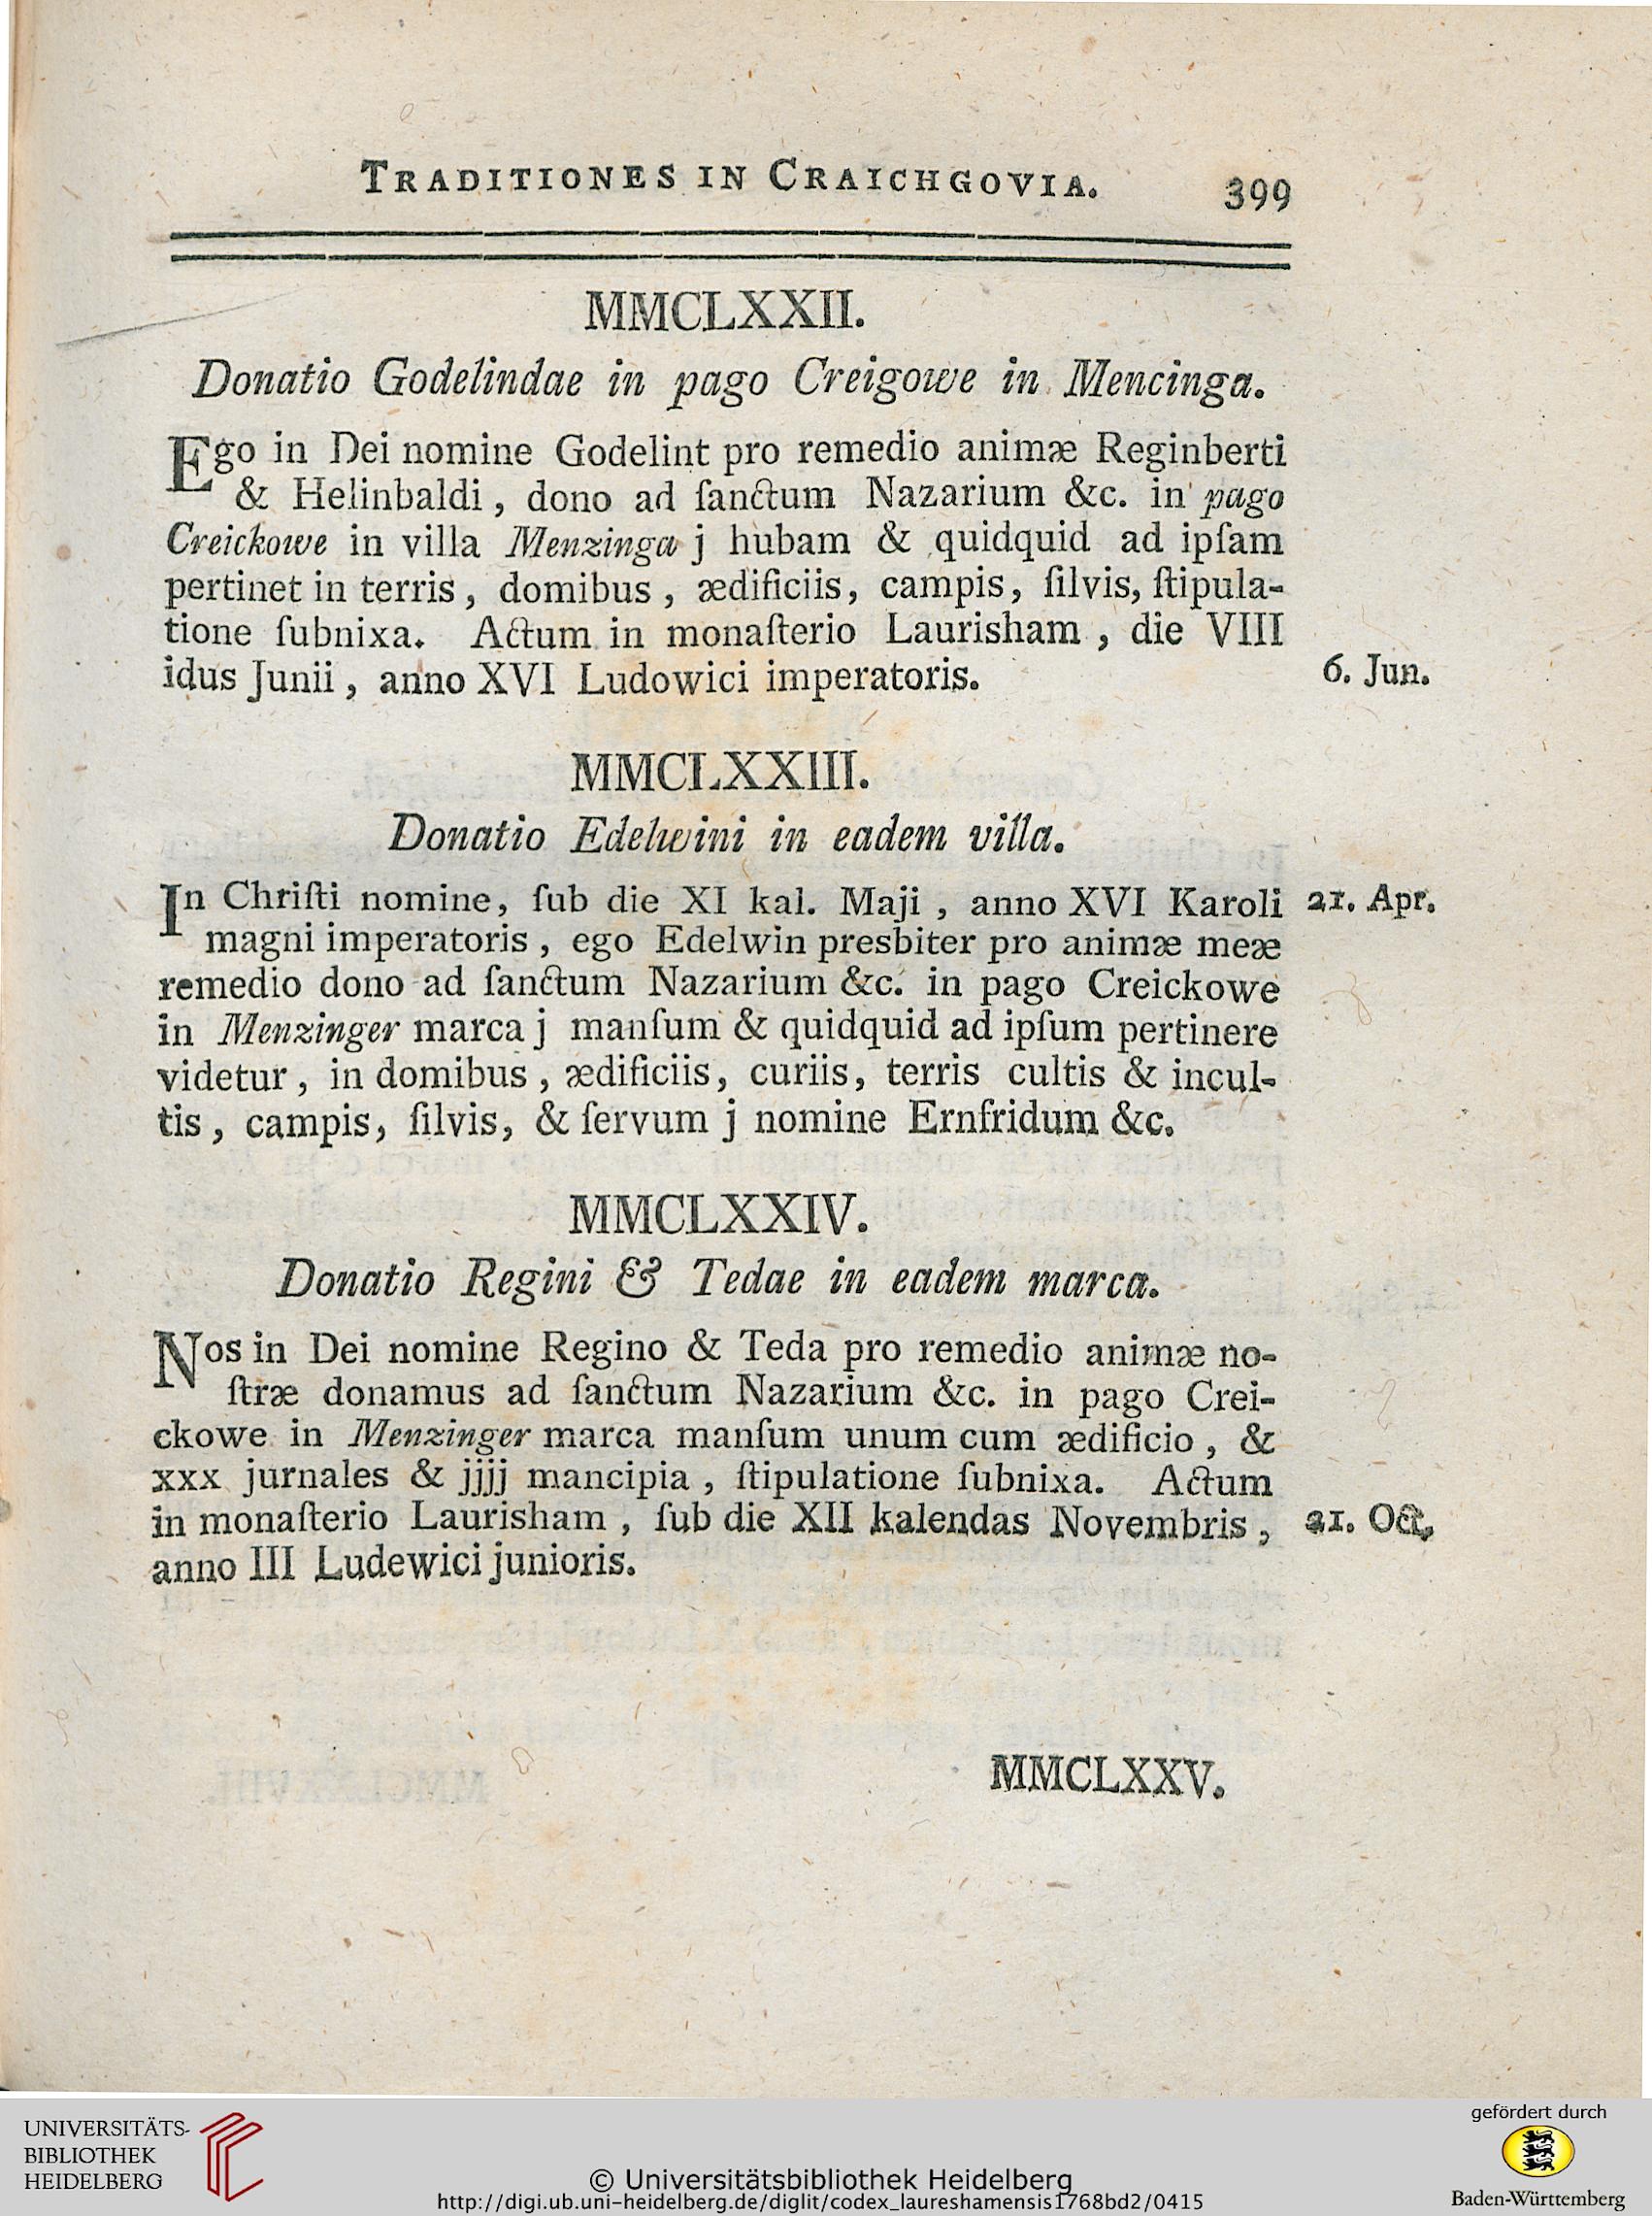 TRADITIONES IN CRAICHGOVIA. 399
MMCLXXII.
Donatio Godelindae in pago Creigowe in Mencinga.
Ego in Dei nomine Godelint pro remedio animæ Reginberti
& Helinbaldi, dono ad ſanctum Nazarium &c. in pago
Creickowe in villa Menzinga j hubam & quidquid ad ipſam
pertinet in terris, domibus, ædificiis, campis, ſilvis, ſtipula-
tione ſubnixa. Actum in monaſterio Laurisham, die VIII
idus Junii, anno XVI Ludowici imperatoris. 6. Jun.
MMCLXXIII.
Donatio Edelwini in eadem villa.
In Chriſti nomine, ſub die XI kal. Maji, anno XVI Karoli 21. Apr.
magni imperatoris, ego Edelwin presbiter pro animæ meæ
remedio dono ad ſanctum Nazarium &c. in pago Creickowe
in Menzinger marca j manſum & quidquid ad ipſum pertinere
videtur, in domibus, ædificiis, curiis, terris cultis & incul-
tis, campis, ſilvis, & ſervum j nomine Ernfridum &c.
MMCLXXIV.
Donatio Regini & Tedae in eadem marca.
Nos in Dei nomine Regino & Teda pro remedio animæ no-
ſtræ donamus ad ſanctum Nazarium &c. in pago Crei-
ckowe in Menzinger marca manſum unum cum ædificio, &
xxx jurnales & jjjj mancipia, ſtipulatione ſubnixa. Actum
in monaſterio Laurisham, ſub die XII kalendas Novembris, 21. Oct.
anno III Ludewici junioris.
MMCLXXV.
UNIVERSITÄTS-
BIBLIOTHEK
HEIDELBERG
© Universitätsbibliothek Heidelberg
http://digi.ub.uni-heidelberg.de/diglit/codex_laureshamensis1768bd2/0415
gefördert durch
Baden-Württemberg